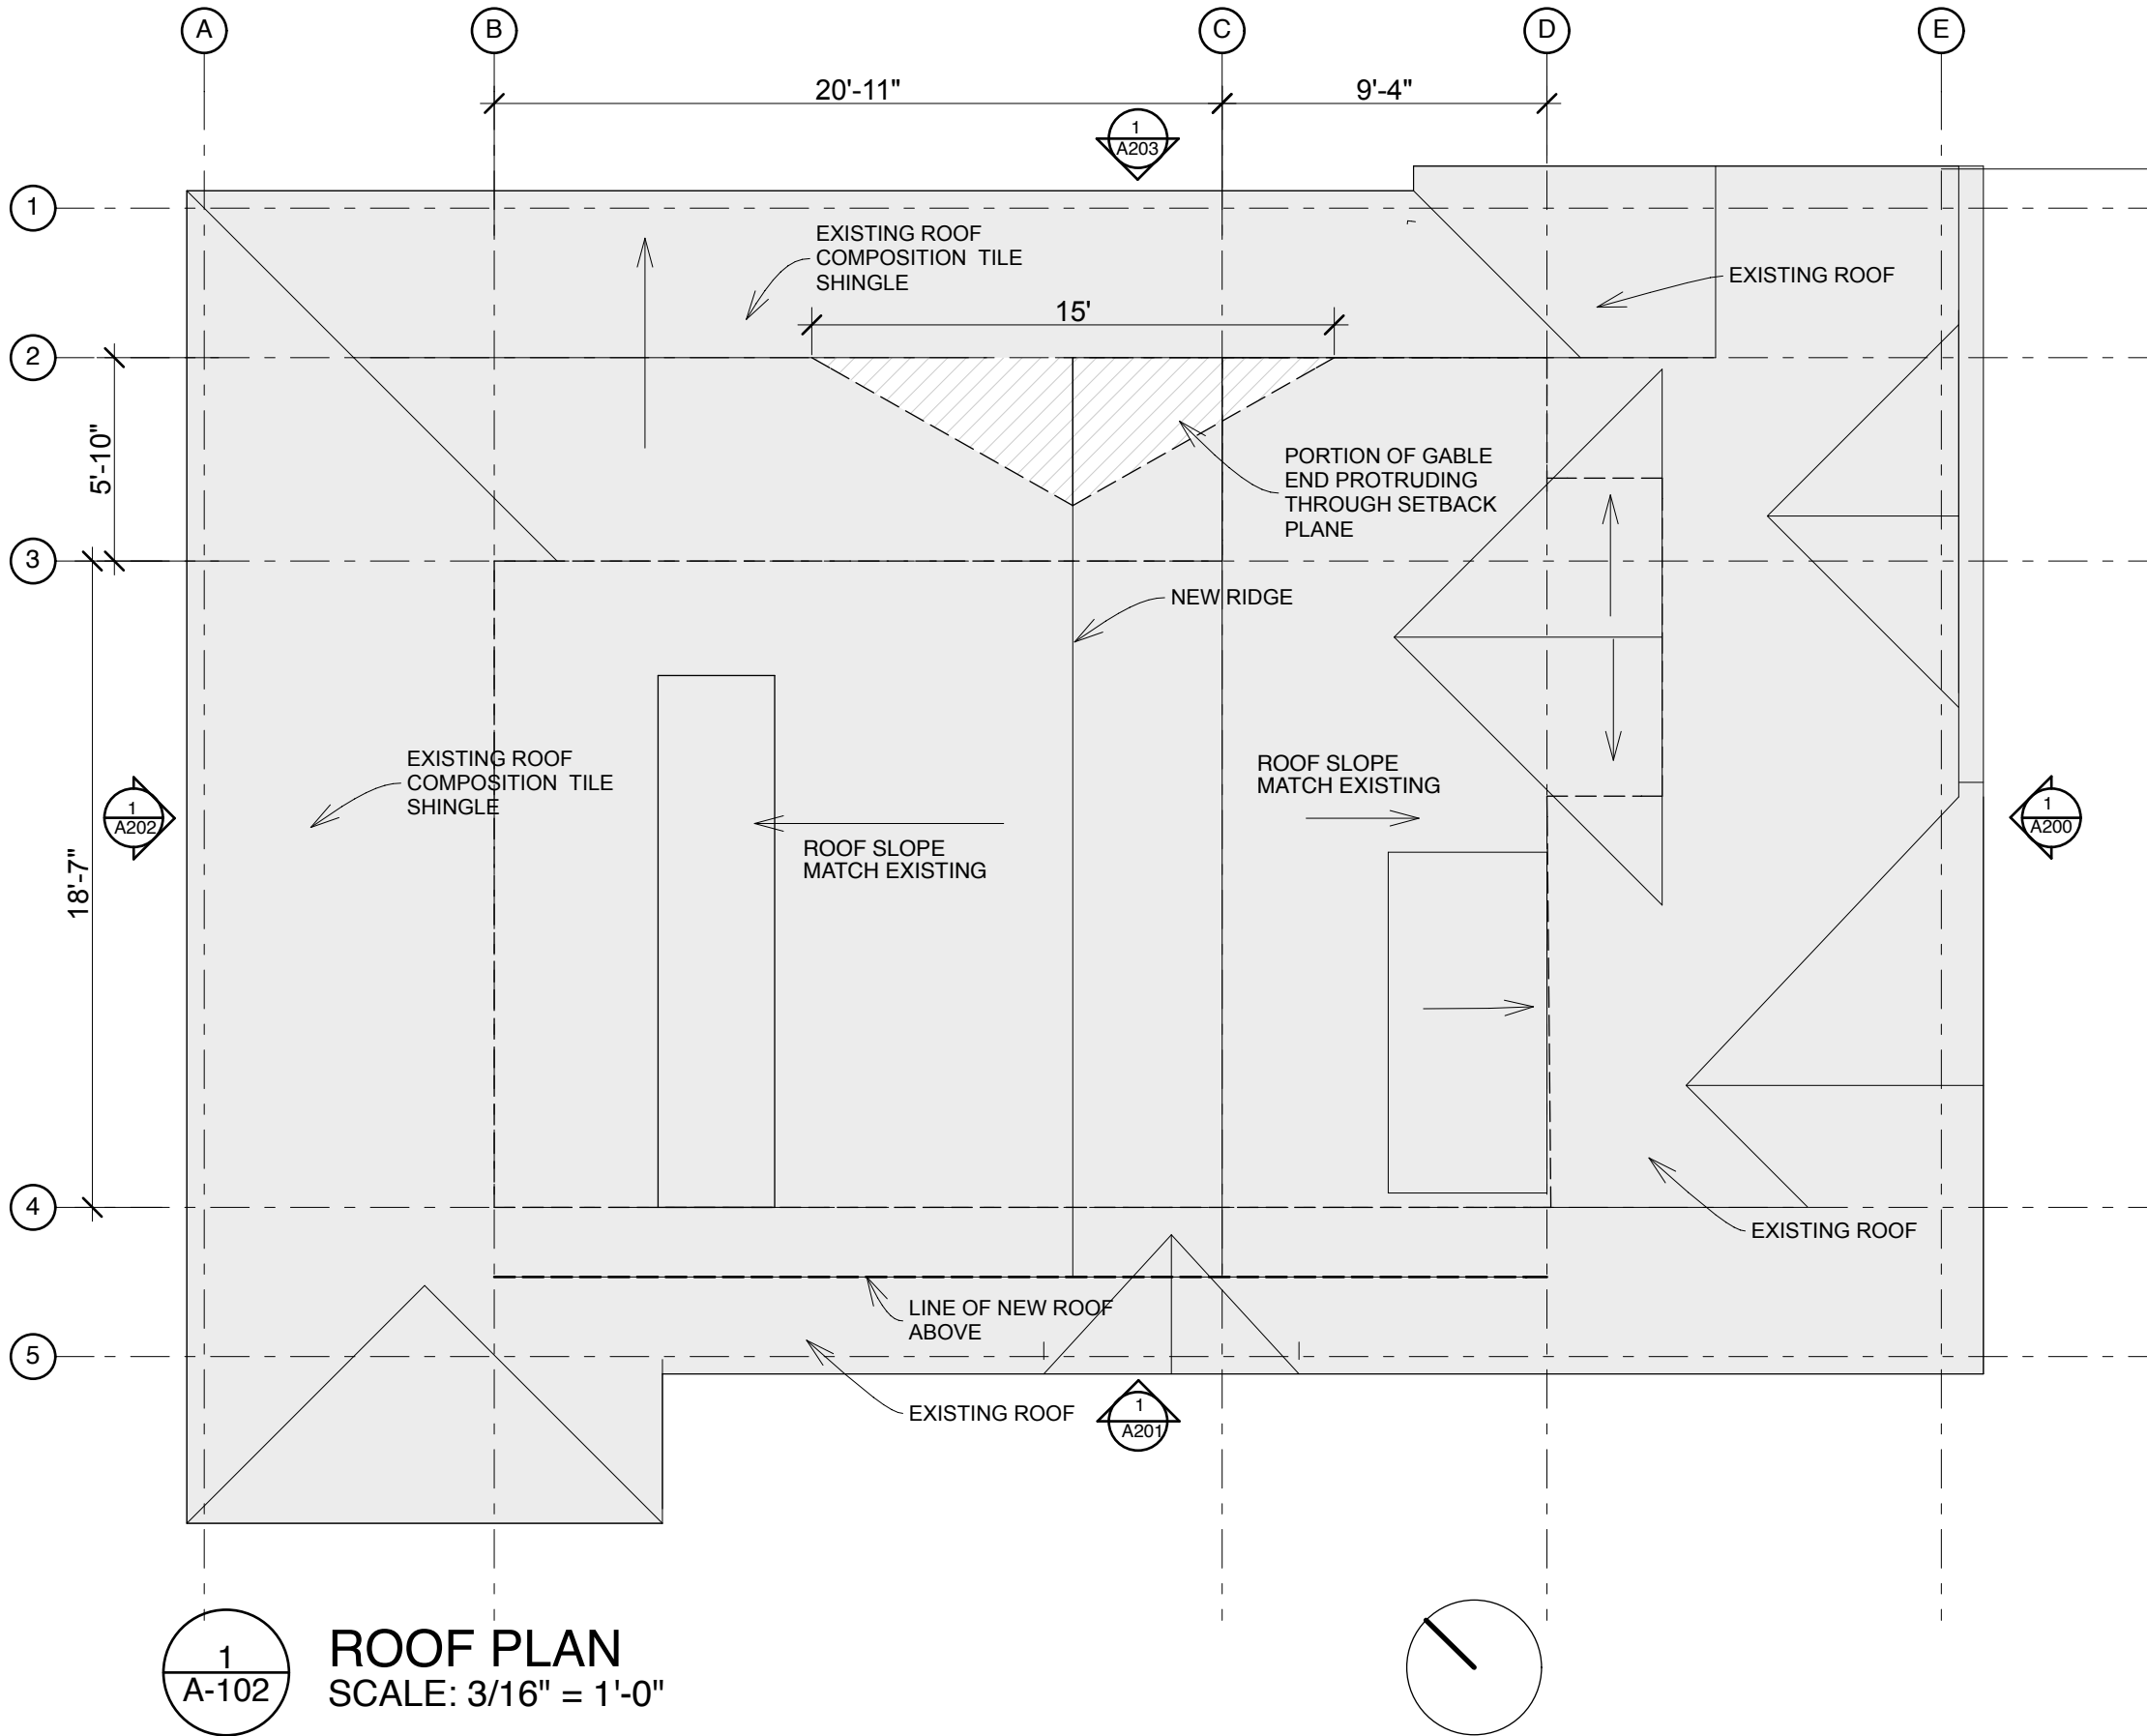 A
B
C
D
E
20'-11"
9'-4"
1
A203
1
EXISTING ROOF
COMPOSITION TILE
SHINGLE
EXISTING ROOF
15'
2
5'-10"
PORTION OF GABLE
END PROTRUDING
THROUGH SETBACK
PLANE
3
NEW RIDGE
EXISTING ROOF
COMPOSITION TILE
SHINGLE
ROOF SLOPE
MATCH EXISTING
1
A202
1
A200
ROOF SLOPE
MATCH EXISTING
18'-7"
4
EXISTING ROOF
LINE OF NEW ROOF
ABOVE
5
EXISTING ROOF
1
A201
1
A-102
ROOF PLAN
SCALE: 3/16" = 1'-0"